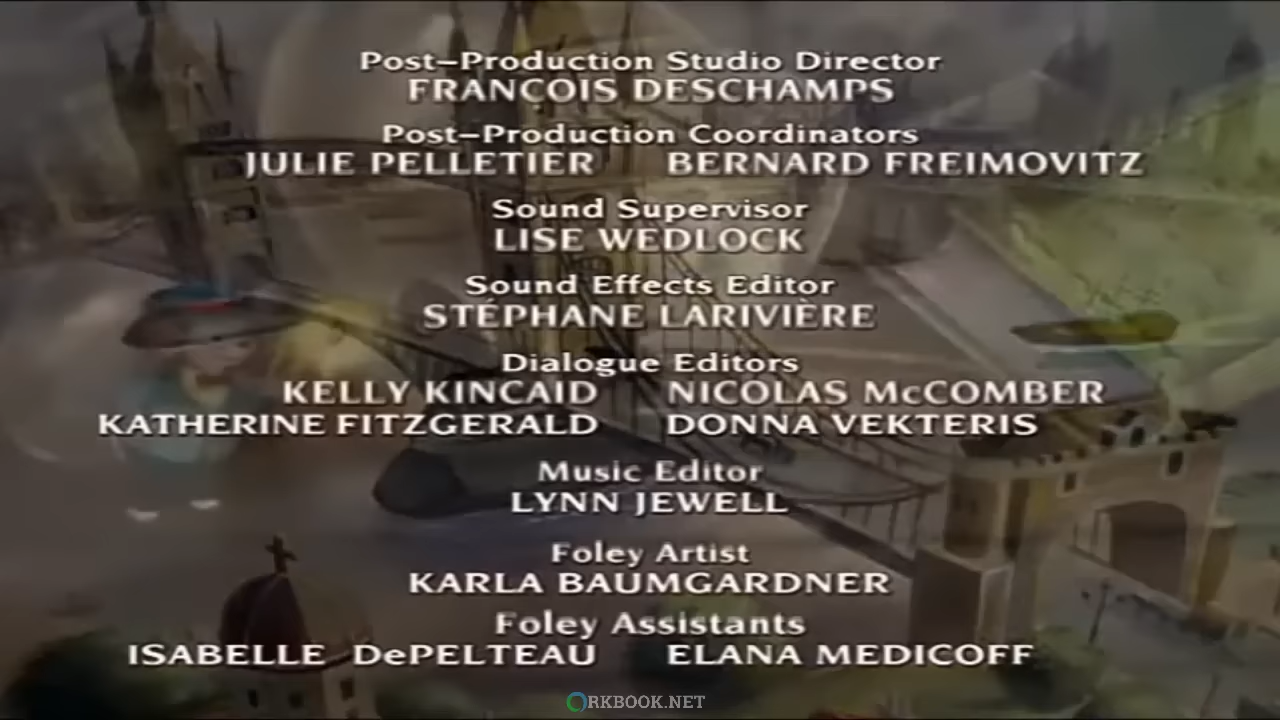 Post-Production Studio Director
FRANÇOIS DESCHAMPS
Post-Production Coordinators
JULIE PELLETIER BERNARD FREIMOVITZ
Sound Supervisor
LISE WEDLOCK
Sound Effects Editor
STÉPHANE LARIVIÈRE
Dialogue Editors
KELLY KINCAID NICOLAS McCOMBER
KATHERINE FITZGERALD DONNA VEKTERIS
Music Editor
LYNN JEWELL
Foley Artist
KARLA BAUMGARDNER
Foley Assistants
ISABELLE DePELTEAU ELANA MEDICOFF
ORKBOOK.NET